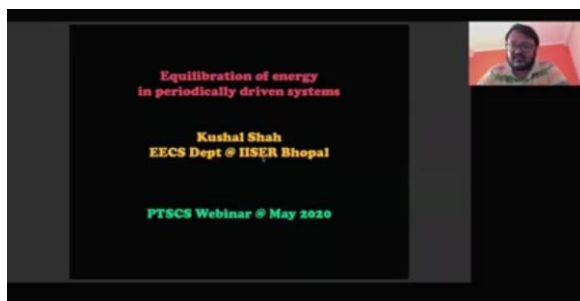 Equilibration of energy
in periodically driven systems
Kushal Shah
EECS Dept @ IISER Bhopal
PTSCS Webinar @ May 2020